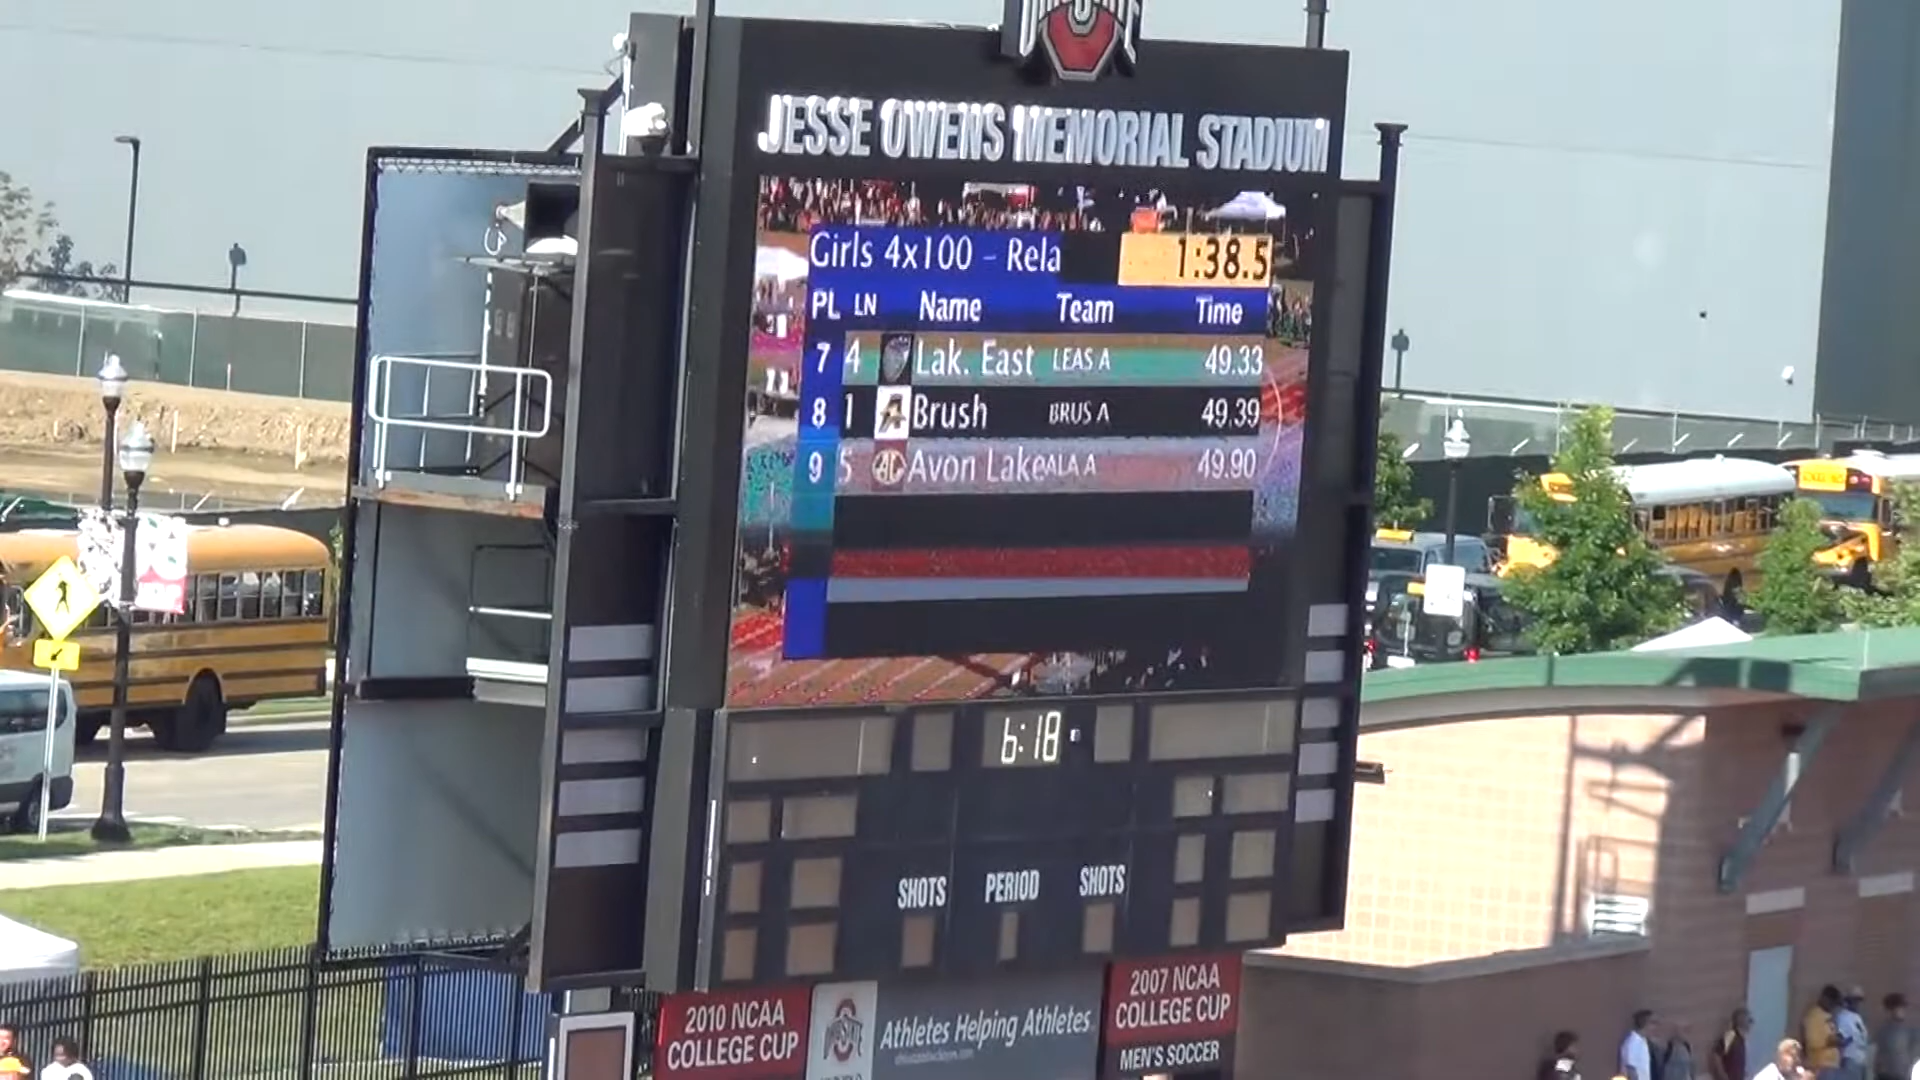 JESSE OWENS MEMORIAL STADIUM
Girls 4x100 - Rela 1:38.5
PL LN Name Team Time
7 4 Lak. East LEAS A 49.33
8 1 Brush BRUS A 49.39
9 5 Avon Lake ALA A 49.90
6:18
SHOTS PERIOD SHOTS
2010 NCAA
COLLEGE CUP
Athletes Helping Athletes
2007 NCAA
COLLEGE CUP
MEN'S SOCCER